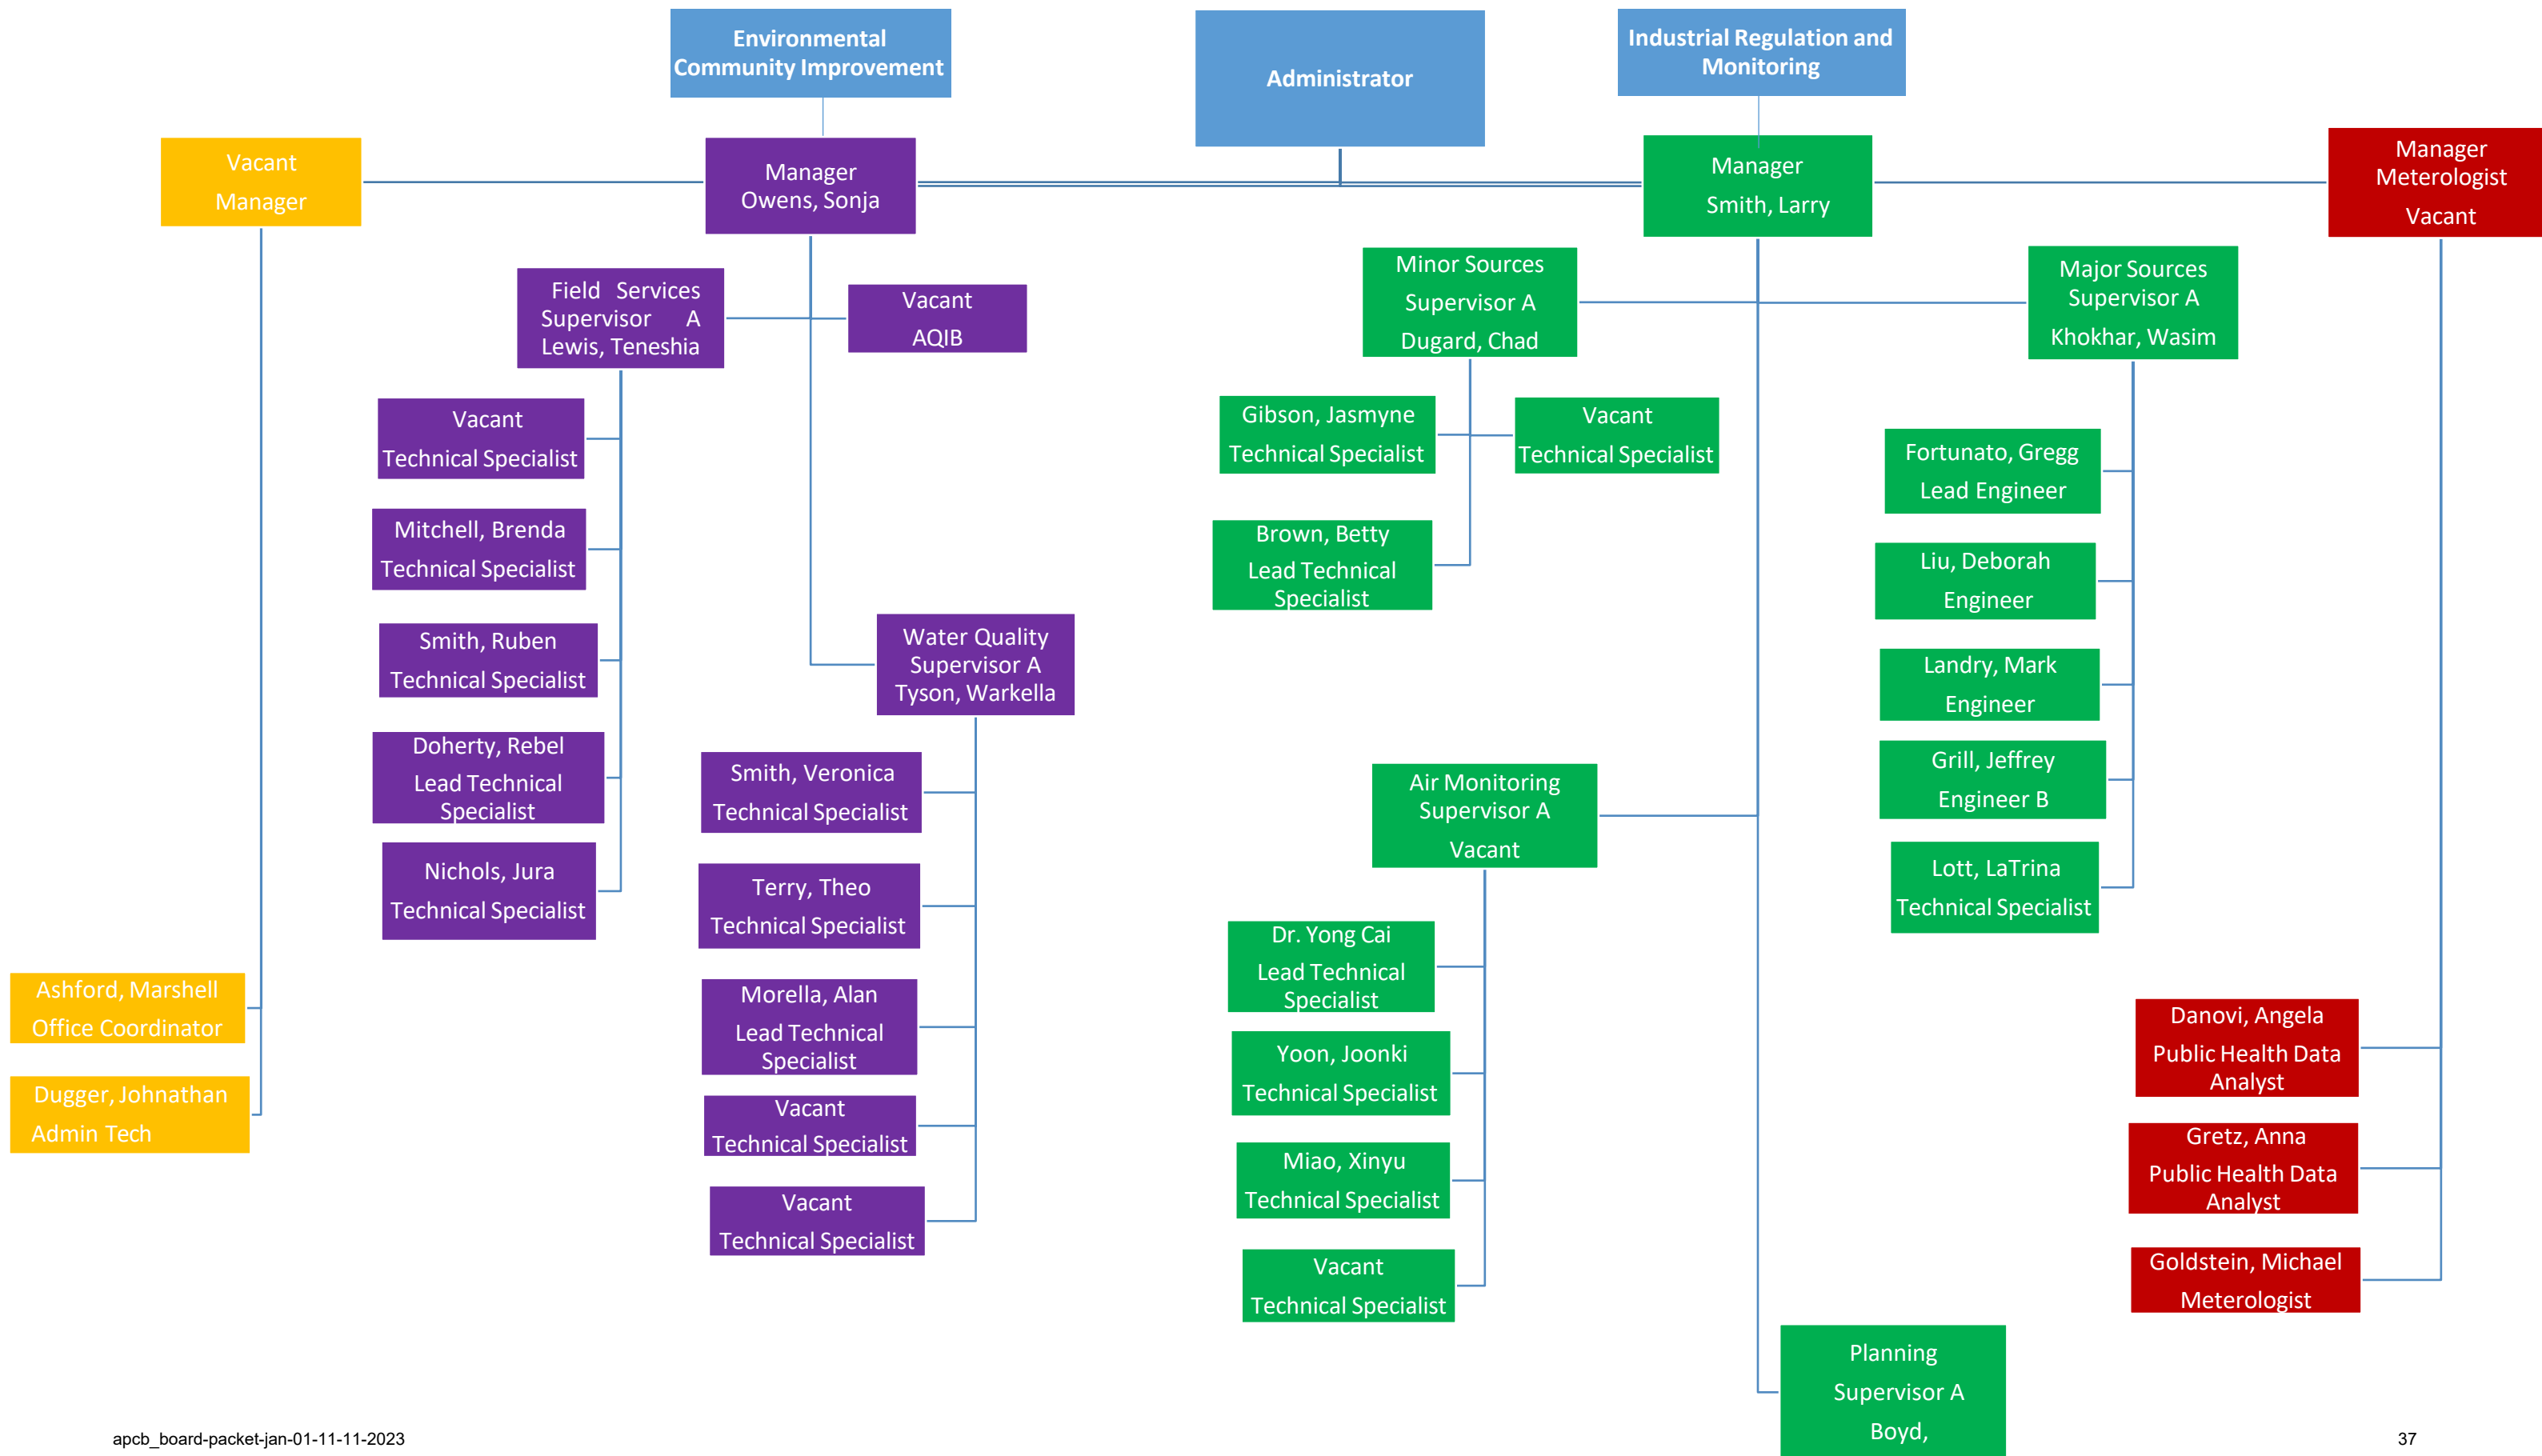 Environmental
Community Improvement
Administrator
Industrial Regulation and
Monitoring
Vacant
Manager
Manager
Owens, Sonja
Manager
Smith, Larry
Manager
Meterologist
Vacant
Field Services
Supervisor A
Lewis, Teneshia
Vacant
AQIB
Minor Sources
Supervisor A
Dugard, Chad
Major Sources
Supervisor A
Khokhar, Wasim
Vacant
Technical Specialist
Mitchell, Brenda
Technical Specialist
Smith, Ruben
Technical Specialist
Doherty, Rebel
Lead Technical
Specialist
Nichols, Jura
Technical Specialist
Water Quality
Supervisor A
Tyson, Warkella
Smith, Veronica
Technical Specialist
Terry, Theo
Technical Specialist
Morella, Alan
Lead Technical
Specialist
Vacant
Technical Specialist
Vacant
Technical Specialist
Gibson, Jasmyne
Technical Specialist
Vacant
Technical Specialist
Brown, Betty
Lead Technical
Specialist
Fortunato, Gregg
Lead Engineer
Liu, Deborah
Engineer
Landry, Mark
Engineer
Grill, Jeffrey
Engineer B
Lott, LaTrina
Technical Specialist
Air Monitoring
Supervisor A
Vacant
Dr. Yong Cai
Lead Technical
Specialist
Yoon, Joonki
Technical Specialist
Miao, Xinyu
Technical Specialist
Vacant
Technical Specialist
Ashford, Marshell
Office Coordinator
Dugger, Johnathan
Admin Tech
Danovi, Angela
Public Health Data
Analyst
Gretz, Anna
Public Health Data
Analyst
Goldstein, Michael
Meterologist
Planning
Supervisor A
Boyd,
apcb_board-packet-jan-01-11-11-2023
37